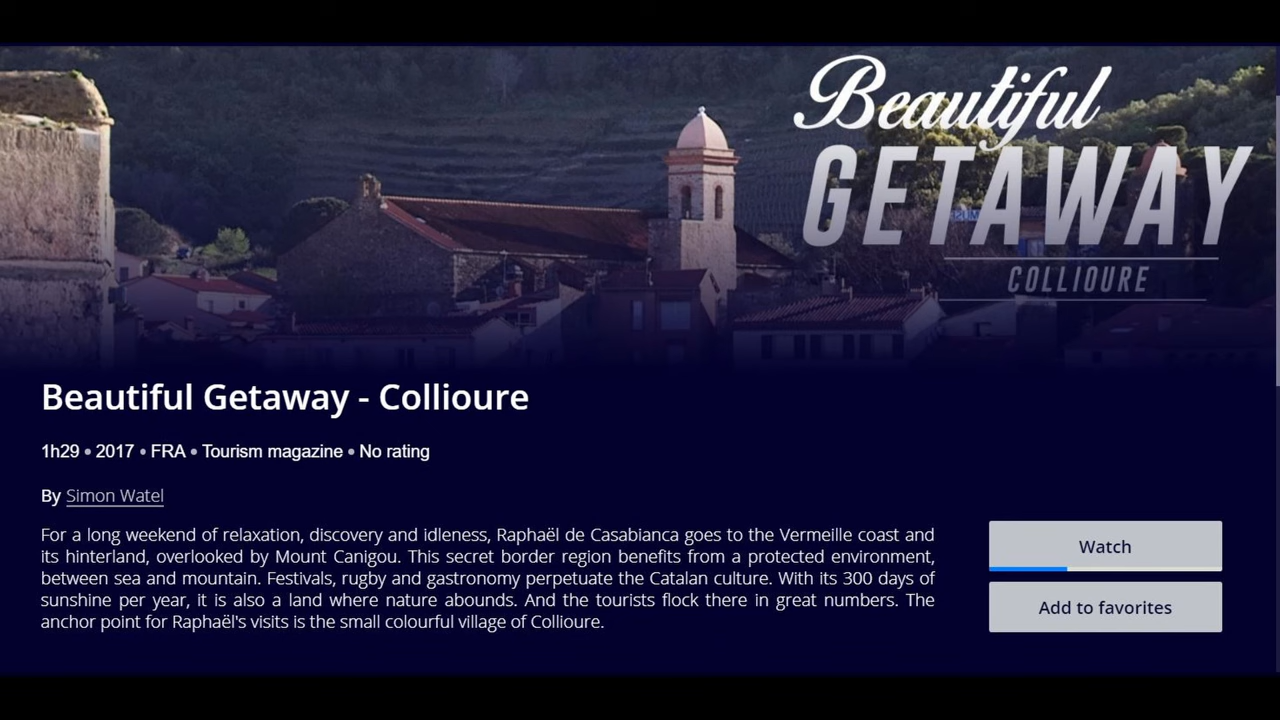 Beautiful
GETAWAY
COLLIOURE
Beautiful Getaway - Collioure
1h29 • 2017 • FRA • Tourism magazine • No rating
By Simon Watel
For a long weekend of relaxation, discovery and idleness, Raphaël de Casabianca goes to the Vermeille coast and
its hinterland, overlooked by Mount Canigou. This secret border region benefits from a protected environment,
between sea and mountain. Festivals, rugby and gastronomy perpetuate the Catalan culture. With its 300 days of
sunshine per year, it is also a land where nature abounds. And the tourists flock there in great numbers. The
anchor point for Raphaël's visits is the small colourful village of Collioure.
Watch
Add to favorites